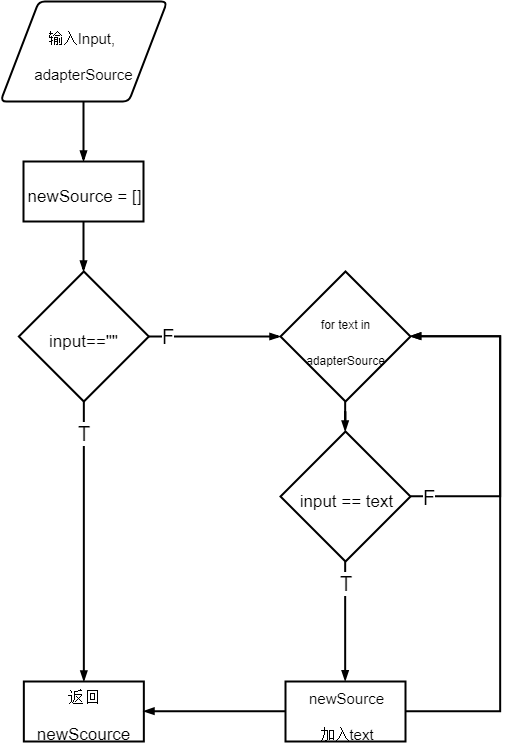 输入Input,
adapterSource
newSource = []
input==""
F
for text in
adapterSource
T
input == text
F
T
返回
newScource
newSource
加入text